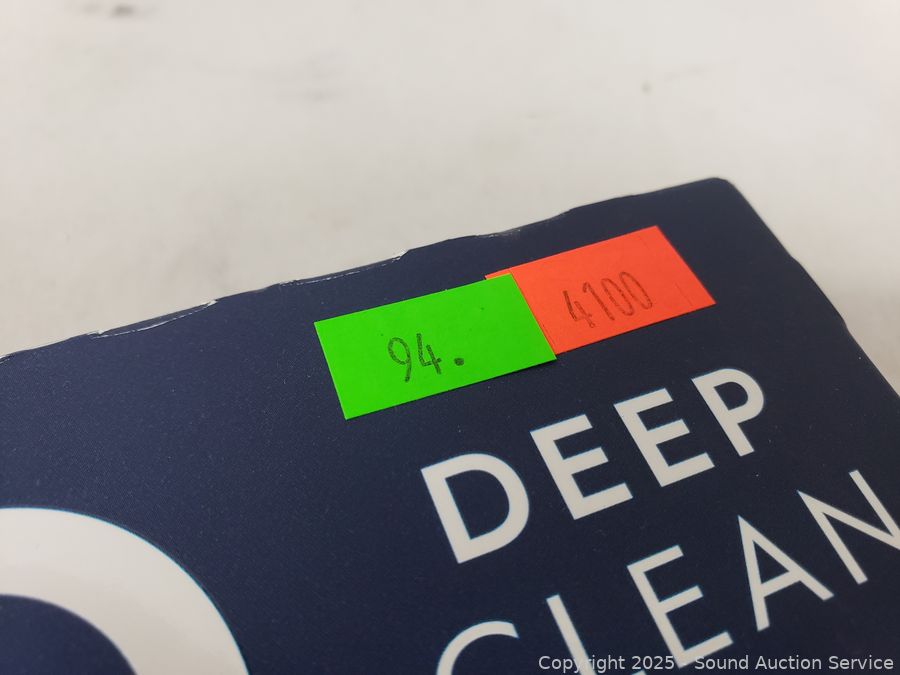 94.
4100
DEEP
CLEAN
Copyright 2025 - Sound Auction Service